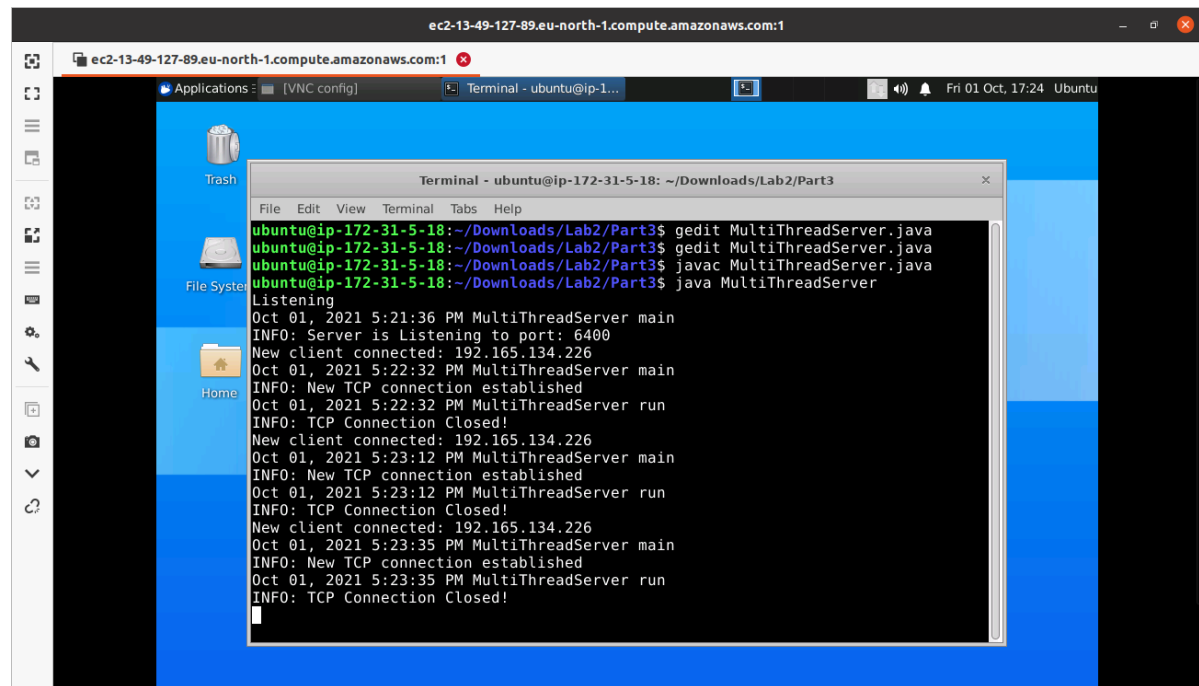 ec2-13-49-127-89.eu-north-1.compute.amazonaws.com:1
ec2-13-49-127-89.eu-north-1.compute.amazonaws.com:1
Applications [VNC config] Terminal - ubuntu@ip-1... Fri 01 Oct, 17:24 Ubuntu
Trash
File Syste
Home
Terminal - ubuntu@ip-172-31-5-18: ~/Downloads/Lab2/Part3
File Edit View Terminal Tabs Help
ubuntu@ip-172-31-5-18:~/Downloads/Lab2/Part3$ gedit MultiThreadServer.java
ubuntu@ip-172-31-5-18:~/Downloads/Lab2/Part3$ gedit MultiThreadServer.java
ubuntu@ip-172-31-5-18:~/Downloads/Lab2/Part3$ javac MultiThreadServer.java
ubuntu@ip-172-31-5-18:~/Downloads/Lab2/Part3$ java MultiThreadServer
Listening
Oct 01, 2021 5:21:36 PM MultiThreadServer main
INFO: Server is Listening to port: 6400
New client connected: 192.165.134.226
Oct 01, 2021 5:22:32 PM MultiThreadServer main
INFO: New TCP connection established
Oct 01, 2021 5:22:32 PM MultiThreadServer run
INFO: TCP Connection Closed!
New client connected: 192.165.134.226
Oct 01, 2021 5:23:12 PM MultiThreadServer main
INFO: New TCP connection established
Oct 01, 2021 5:23:12 PM MultiThreadServer run
INFO: TCP Connection Closed!
New client connected: 192.165.134.226
Oct 01, 2021 5:23:35 PM MultiThreadServer main
INFO: New TCP connection established
Oct 01, 2021 5:23:35 PM MultiThreadServer run
INFO: TCP Connection Closed!